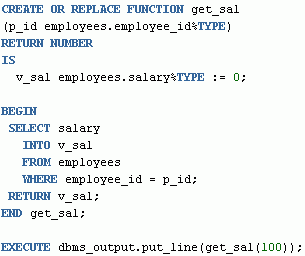 CREATE OR REPLACE FUNCTION get_sal
(p_id employees.employee_id%TYPE)
RETURN NUMBER
IS
v_sal employees.salary%TYPE := 0;
BEGIN
SELECT salary
INTO v_sal
FROM employees
WHERE employee_id = p_id;
RETURN v_sal;
END get_sal;
EXECUTE dbms_output.put_line(get_sal(100));